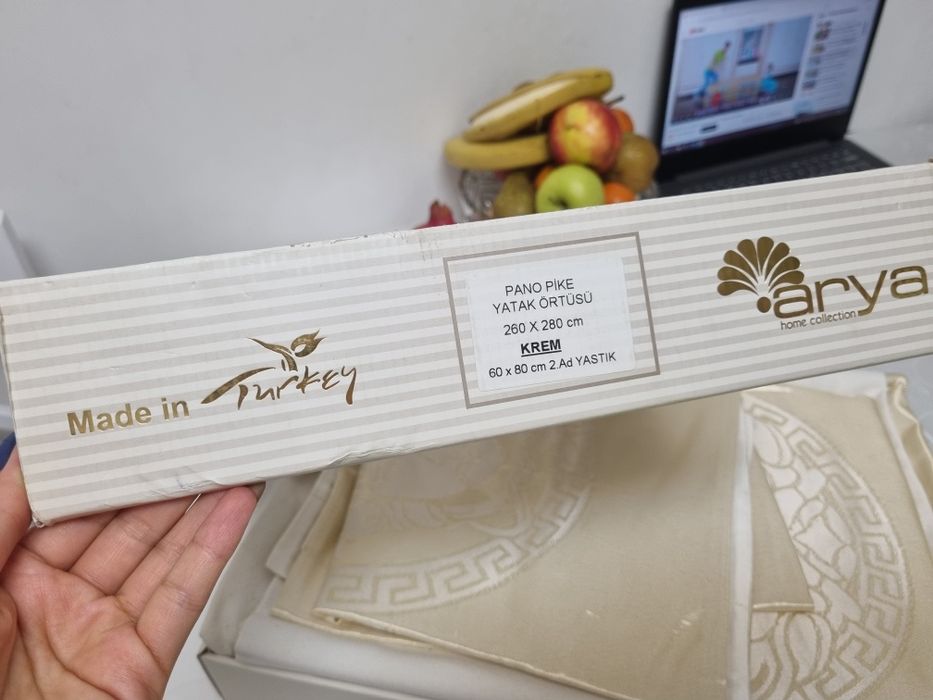 Made in Turkey
PANO PİKE
YATAK ÖRTÜSÜ
260 X 280 cm
KREM
60 x 80 cm 2.Ad YASTIK
arya
home collection